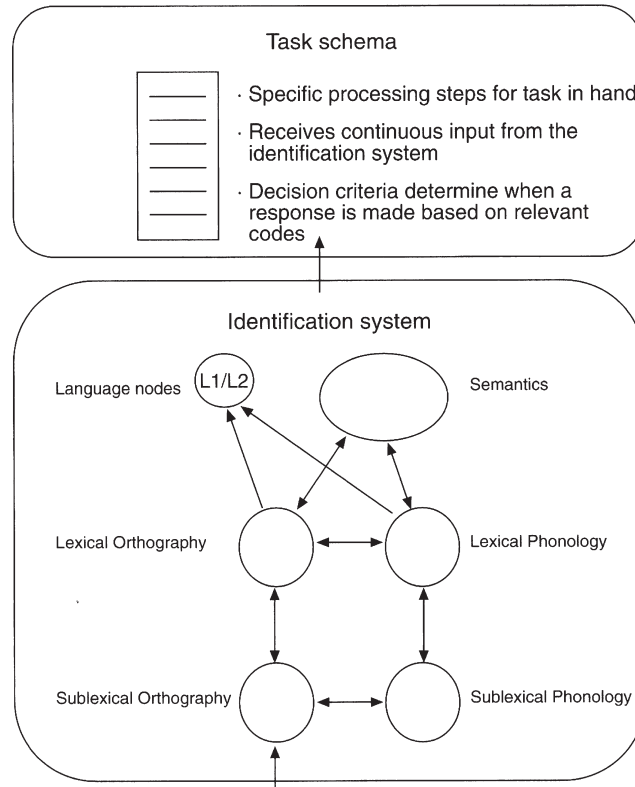 Task schema
· Specific processing steps for task in hand
· Receives continuous input from the
identification system
· Decision criteria determine when a
response is made based on relevant
codes
Identification system
Language nodes
L1/L2
Semantics
Lexical Orthography
Lexical Phonology
Sublexical Orthography
Sublexical Phonology